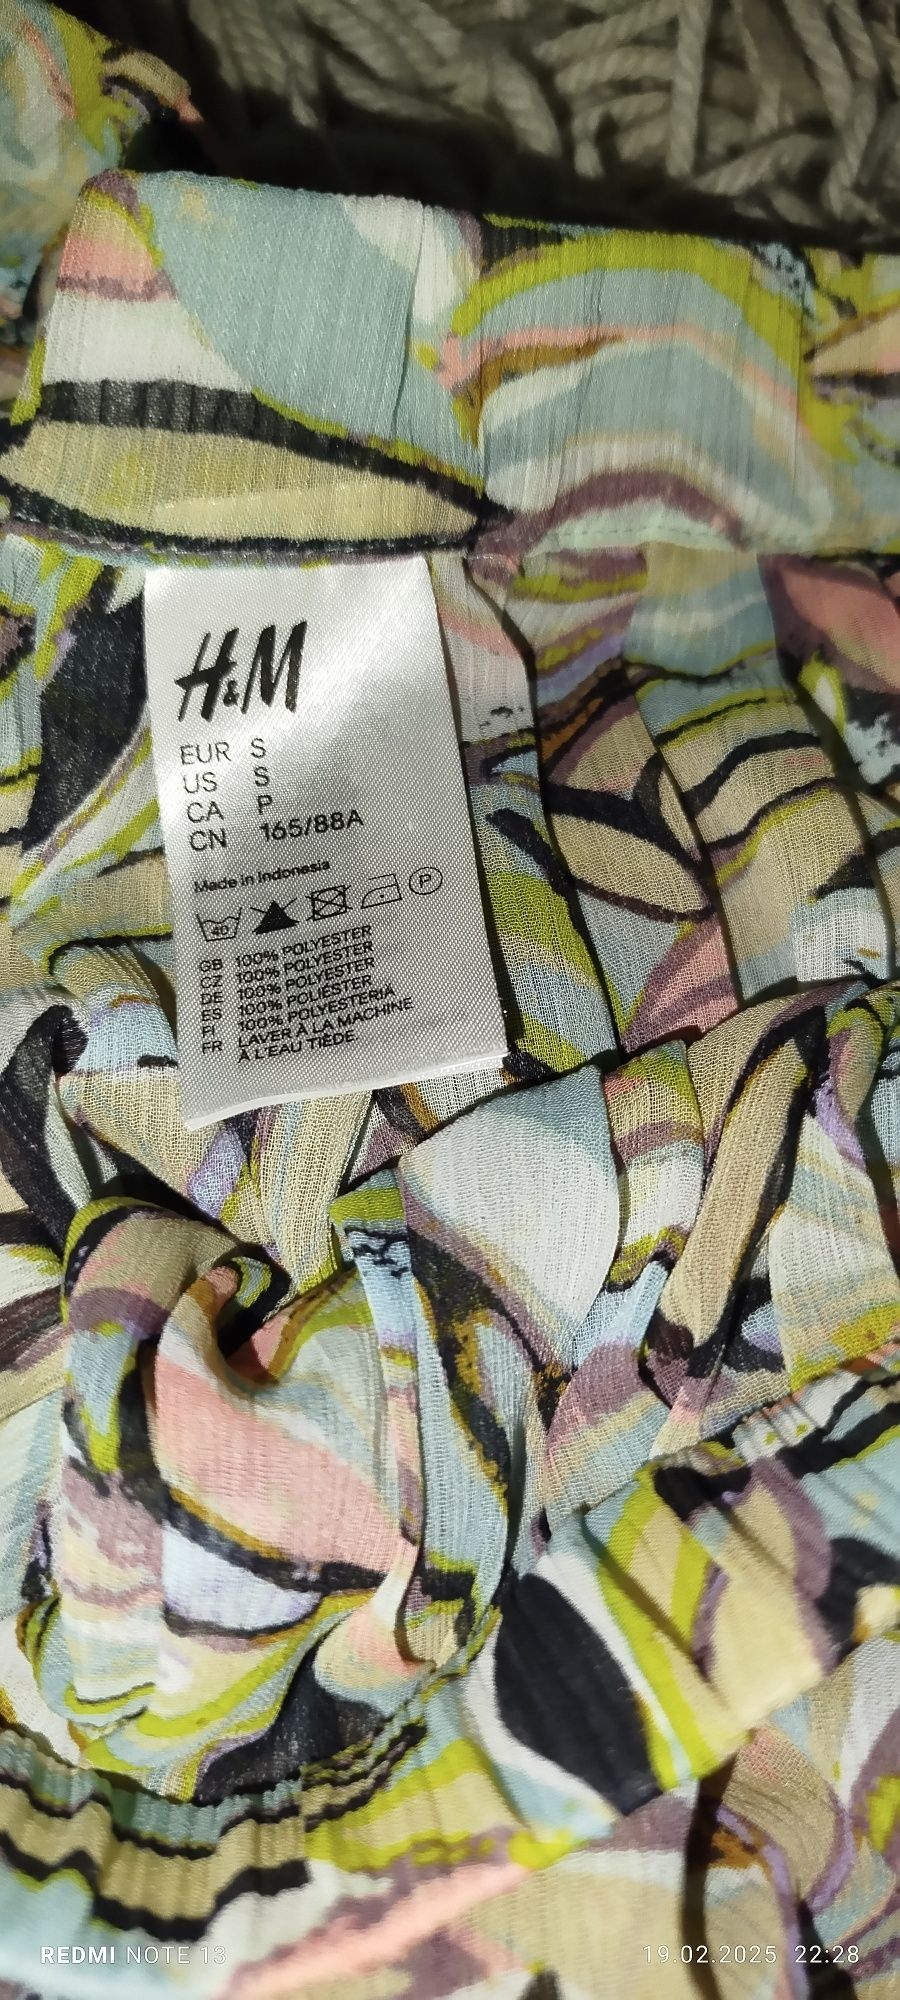 H&M
EUR S
US S
CA P
CN 165/88A
Made in Indonesia
40 P
GB 100% POLYESTER
CZ 100% POLYESTER
DE 100% POLYESTER
ES 100% POLIÉSTER
FI 100% POLYESTERIA
FR LAVER À LA MACHINE
À L'EAU TIÈDE.
REDMI NOTE 13 19.02.2025 22:28